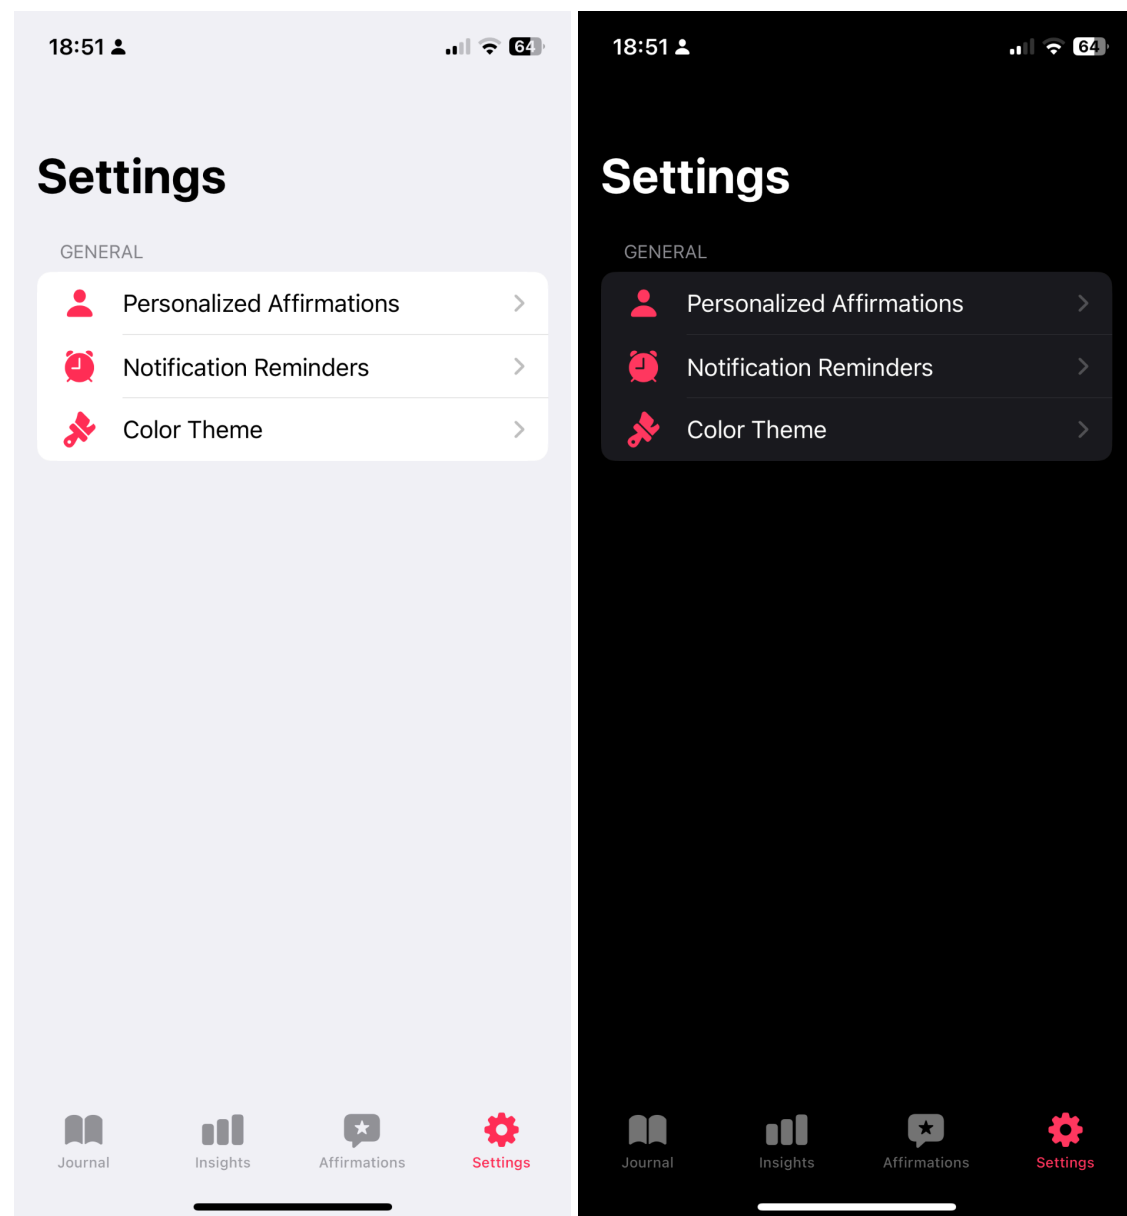 18:51
64
Settings
GENERAL
Personalized Affirmations
Notification Reminders
Color Theme
Journal
Insights
Affirmations
Settings
18:51
64
Settings
GENERAL
Personalized Affirmations
Notification Reminders
Color Theme
Journal
Insights
Affirmations
Settings